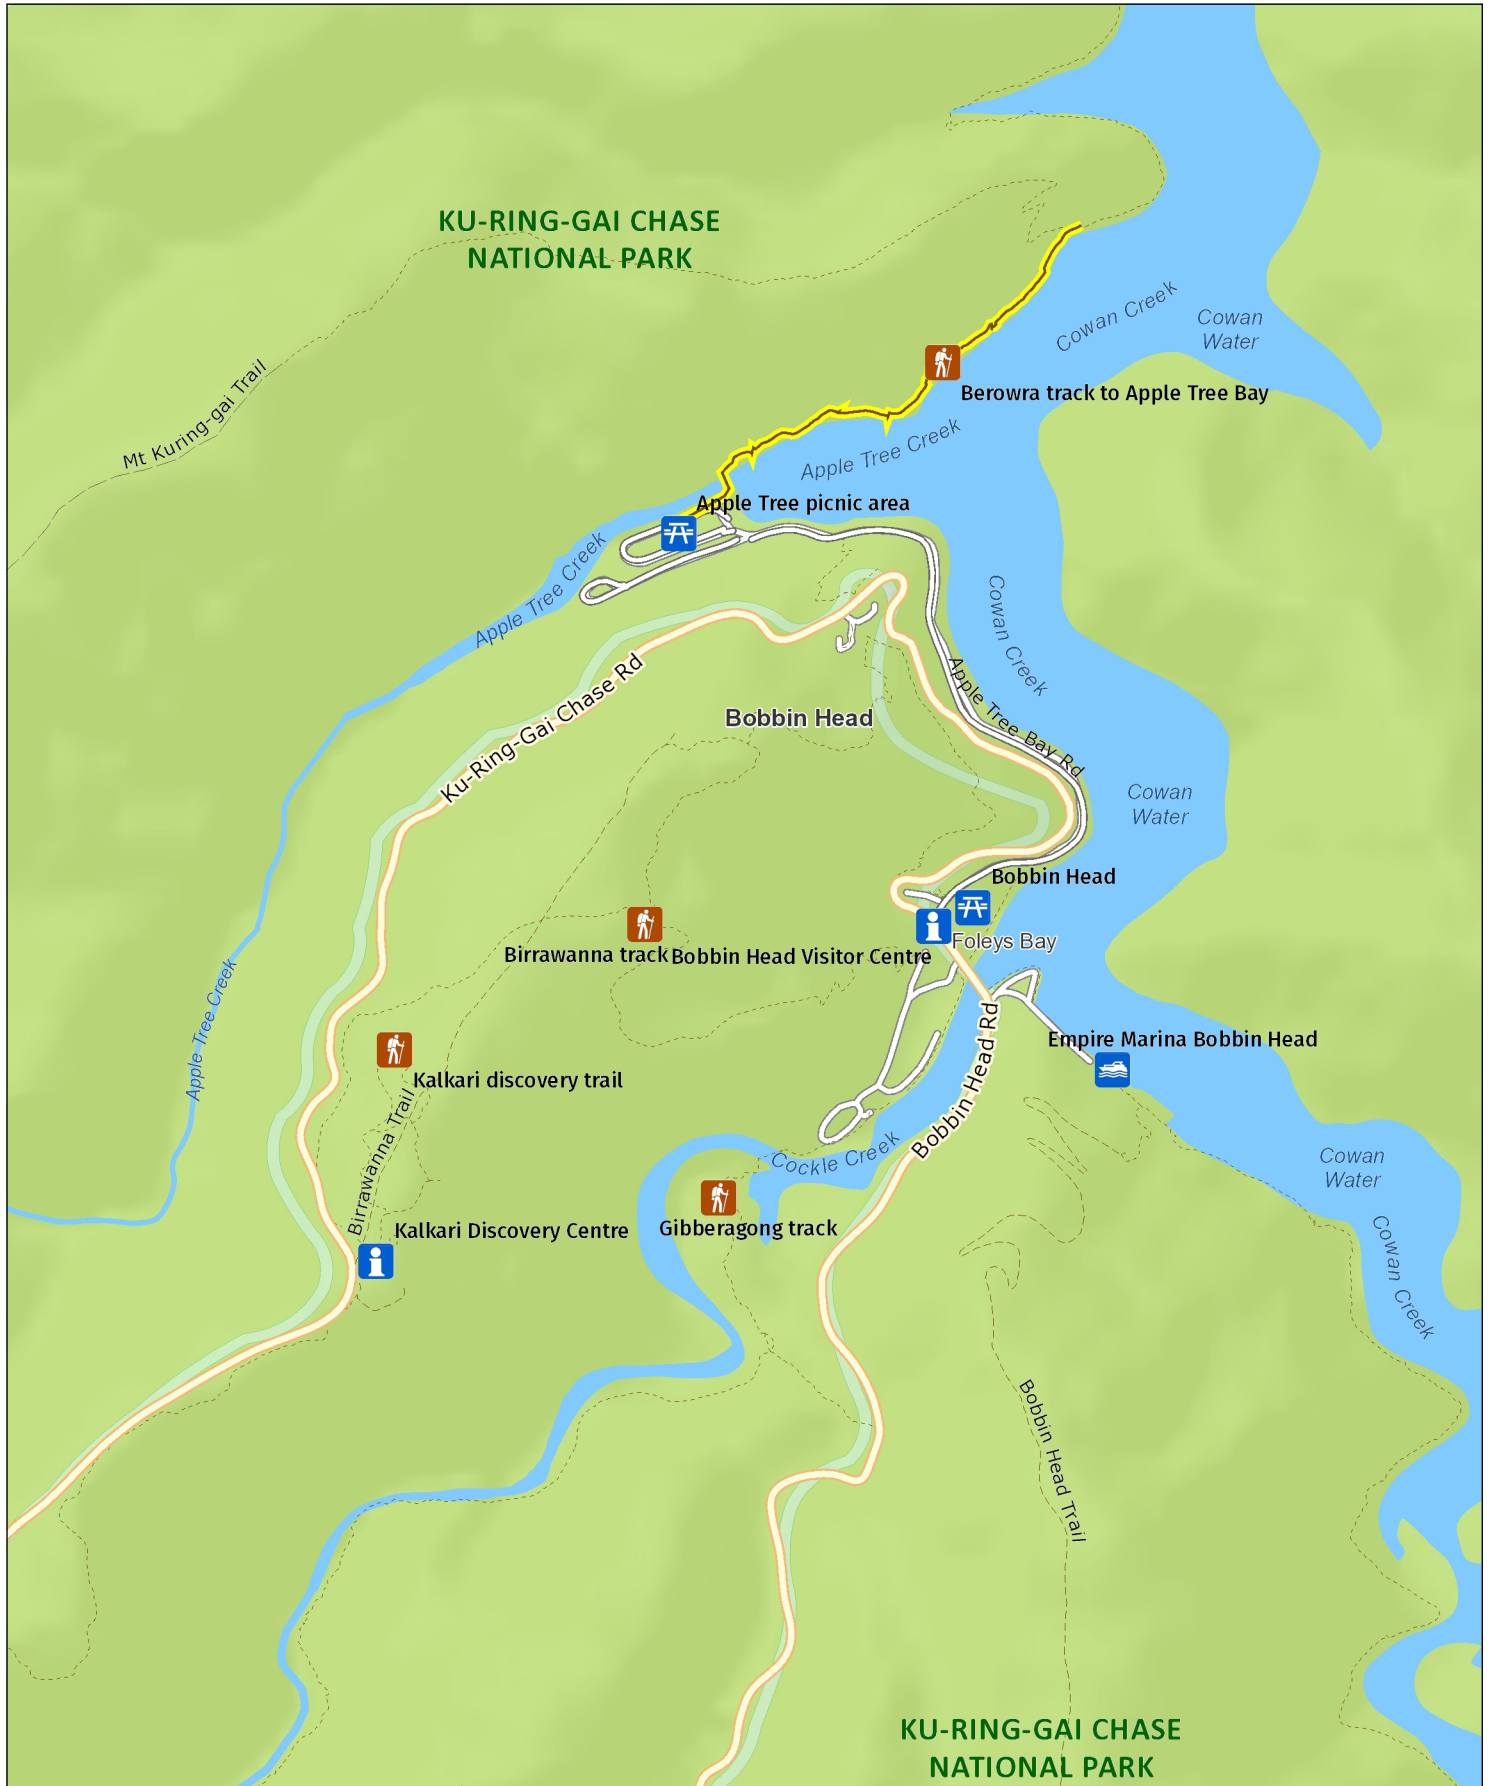 KU-RING-GAI CHASE
NATIONAL PARK
Cowan Creek
Cowan
Water
Mt Kuring-gai Trail
Berowra track to Apple Tree Bay
Apple Tree Creek
Apple Tree picnic area
Apple Tree Creek
Cowan Creek
Ku-Ring-Gai Chase Rd
Bobbin Head
Apple Tree Bay Rd
Cowan
Water
Bobbin Head
Foleys Bay
Birrawanna track
Bobbin Head Visitor Centre
Apple Tree Creek
Empire Marina Bobbin Head
Bobbin Head Rd
Kalkari discovery trail
Birrawanna Trail
Cockle Creek
Cowan
Water
Gibberagong track
Kalkari Discovery Centre
Cowan Creek
Bobbin Head Trail
KU-RING-GAI CHASE
NATIONAL PARK